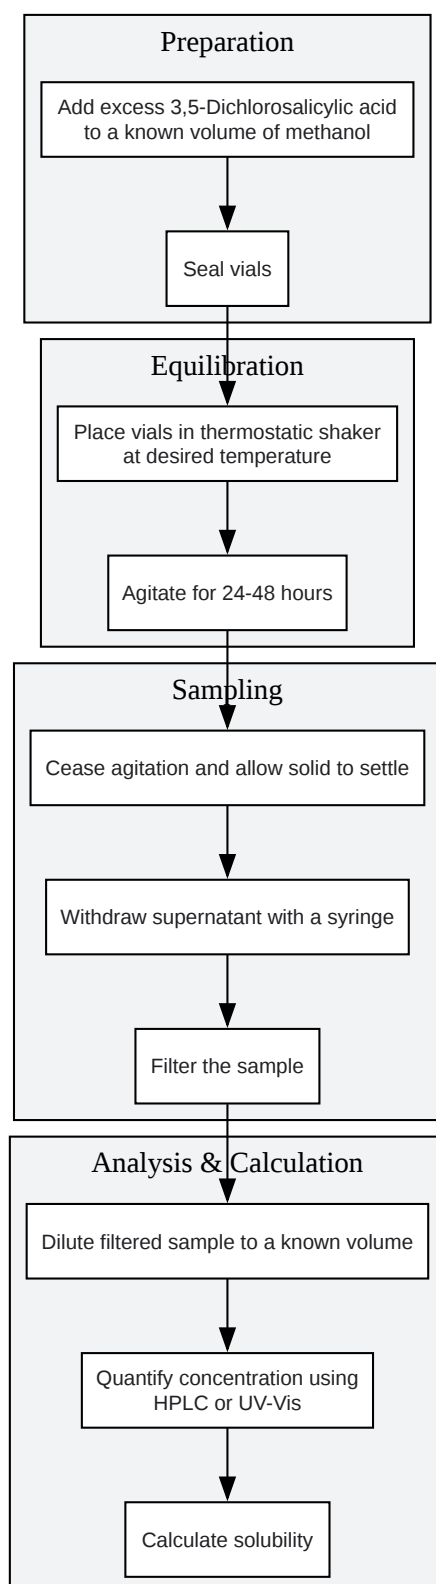 Preparation
Add excess 3,5-Dichlorosalicylic acid
to a known volume of methanol
Seal vials
Equilibration
Place vials in thermostatic shaker
at desired temperature
Agitate for 24-48 hours
Sampling
Cease agitation and allow solid to settle
Withdraw supernatant with a syringe
Filter the sample
Analysis & Calculation
Dilute filtered sample to a known volume
Quantify concentration using
HPLC or UV-Vis
Calculate solubility